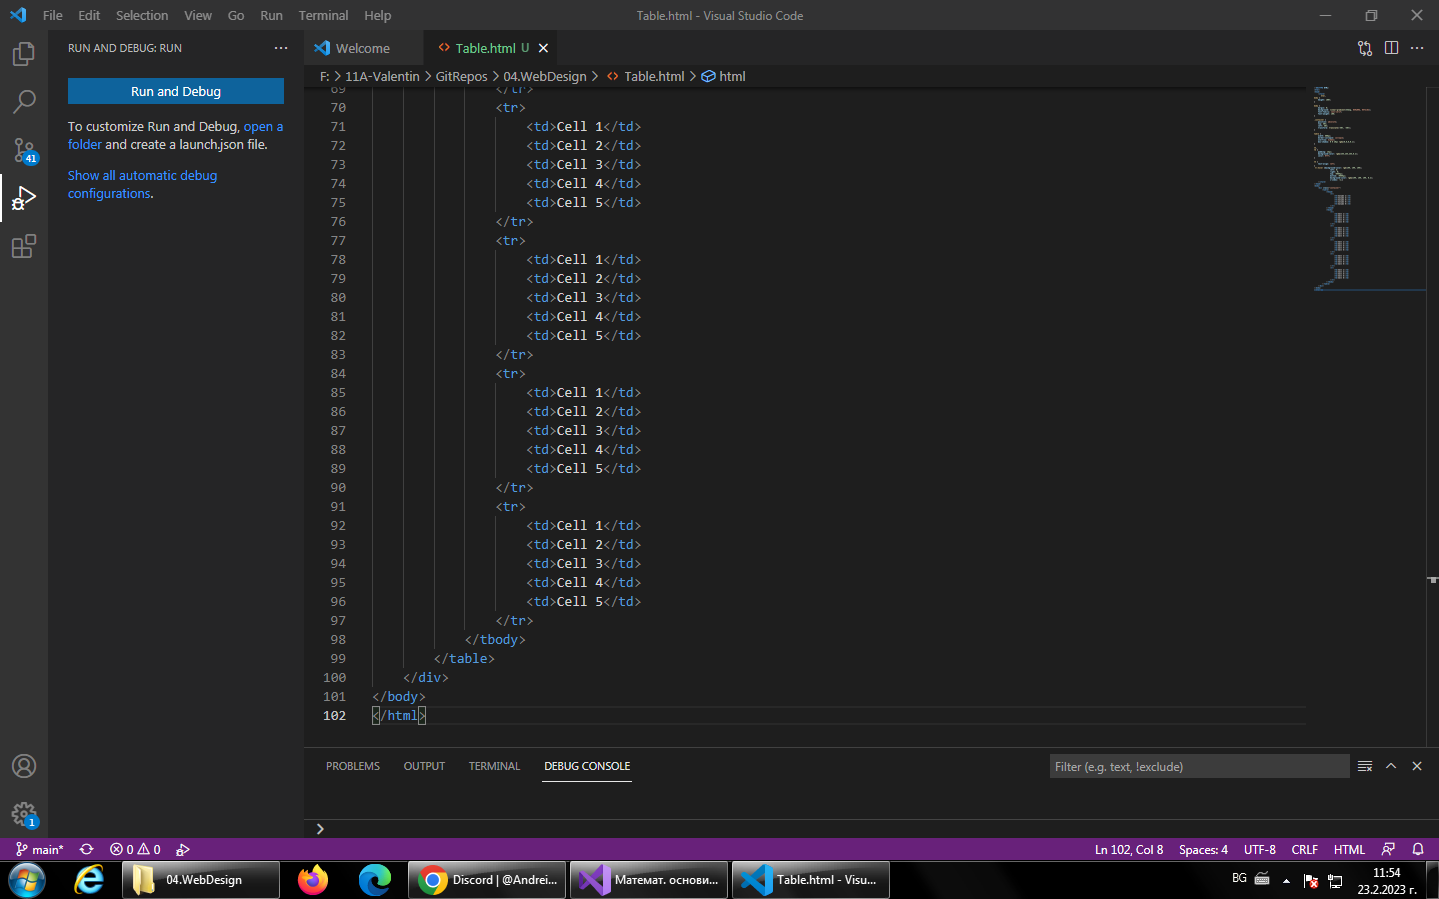 File Edit Selection View Go Run Terminal Help Table.html - Visual Studio Code
RUN AND DEBUG: RUN
Welcome
Table.html U
Run and Debug
To customize Run and Debug, open a
folder and create a launch.json file.
Show all automatic debug
configurations.
41
1
F: > 11A-Valentin > GitRepos > 04.WebDesign > Table.html > html
69 </tr>
70 <tr>
71 <td>Cell 1</td>
72 <td>Cell 2</td>
73 <td>Cell 3</td>
74 <td>Cell 4</td>
75 <td>Cell 5</td>
76 </tr>
77 <tr>
78 <td>Cell 1</td>
79 <td>Cell 2</td>
80 <td>Cell 3</td>
81 <td>Cell 4</td>
82 <td>Cell 5</td>
83 </tr>
84 <tr>
85 <td>Cell 1</td>
86 <td>Cell 2</td>
87 <td>Cell 3</td>
88 <td>Cell 4</td>
89 <td>Cell 5</td>
90 </tr>
91 <tr>
92 <td>Cell 1</td>
93 <td>Cell 2</td>
94 <td>Cell 3</td>
95 <td>Cell 4</td>
96 <td>Cell 5</td>
97 </tr>
98 </tbody>
99 </table>
100 </div>
101 </body>
102 </html>
PROBLEMS OUTPUT TERMINAL DEBUG CONSOLE Filter (e.g. text, !exclude)
main* 0 0 Ln 102, Col 8 Spaces: 4 UTF-8 CRLF HTML
04.WebDesign Discord | @Andrei... Математ. основи... Table.html - Visu... BG 11:54
23.2.2023 г.